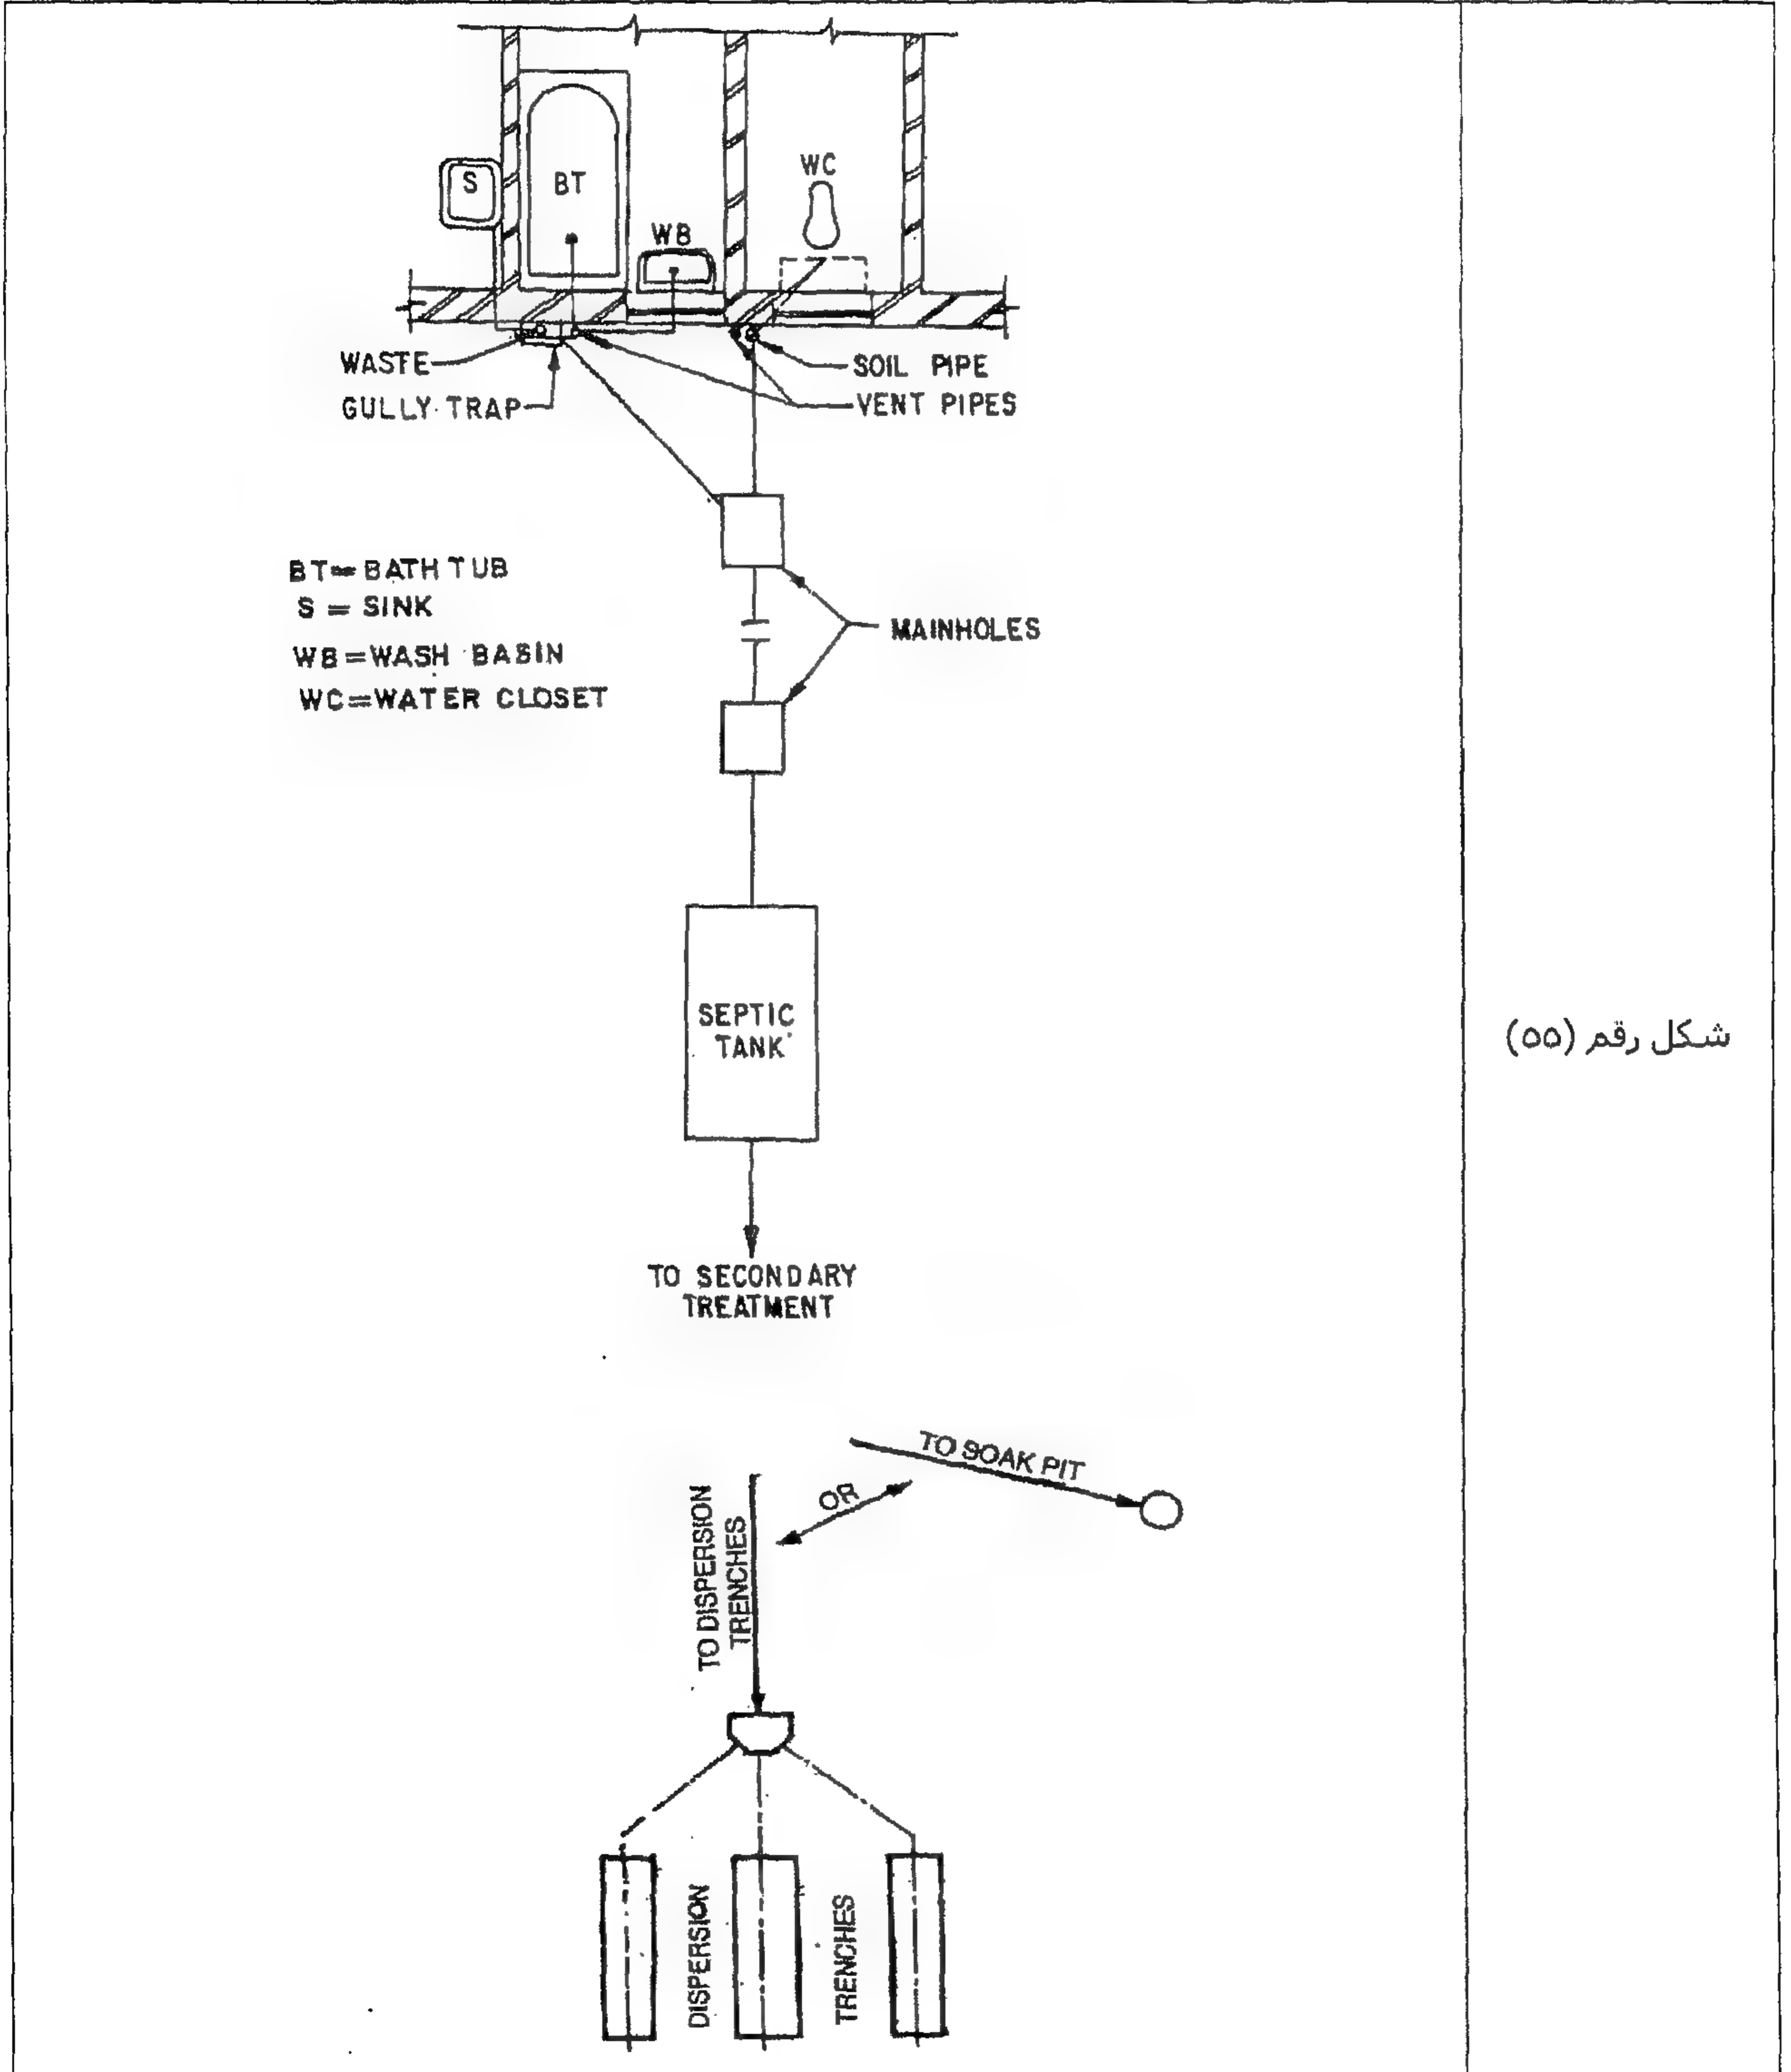 S
BT
WB
WC
WASTE
GULLY TRAP
SOIL PIPE
VENT PIPES
BT=BATH TUB
S = SINK
WB=WASH BASIN
WC=WATER CLOSET
MAINHOLES
SEPTIC
TANK
TO SECONDARY
TREATMENT
TO SOAK PIT
OR
TO DISPERSION
TRENCHES
DISPERSION
TRENCHES
شكل رقم (٥٥)